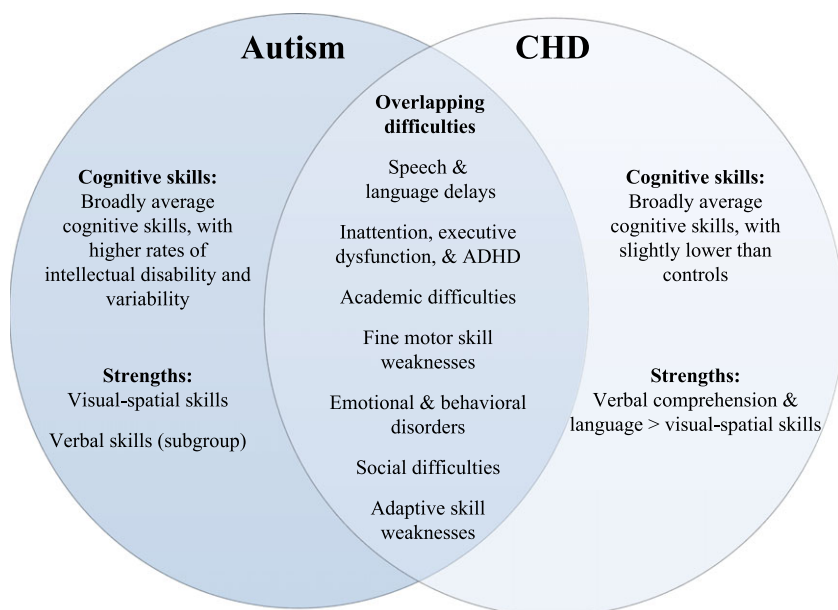 Autism
CHD
Overlapping
difficulties
Speech &
language delays
Inattention, executive
dysfunction, & ADHD
Academic difficulties
Fine motor skill
weaknesses
Emotional & behavioral
disorders
Social difficulties
Adaptive skill
weaknesses
Cognitive skills:
Broadly average
cognitive skills, with
higher rates of
intellectual disability and
variability
Strengths:
Visual-spatial skills
Verbal skills (subgroup)
Cognitive skills:
Broadly average
cognitive skills, with
slightly lower than
controls
Strengths:
Verbal comprehension &
language > visual-spatial skills